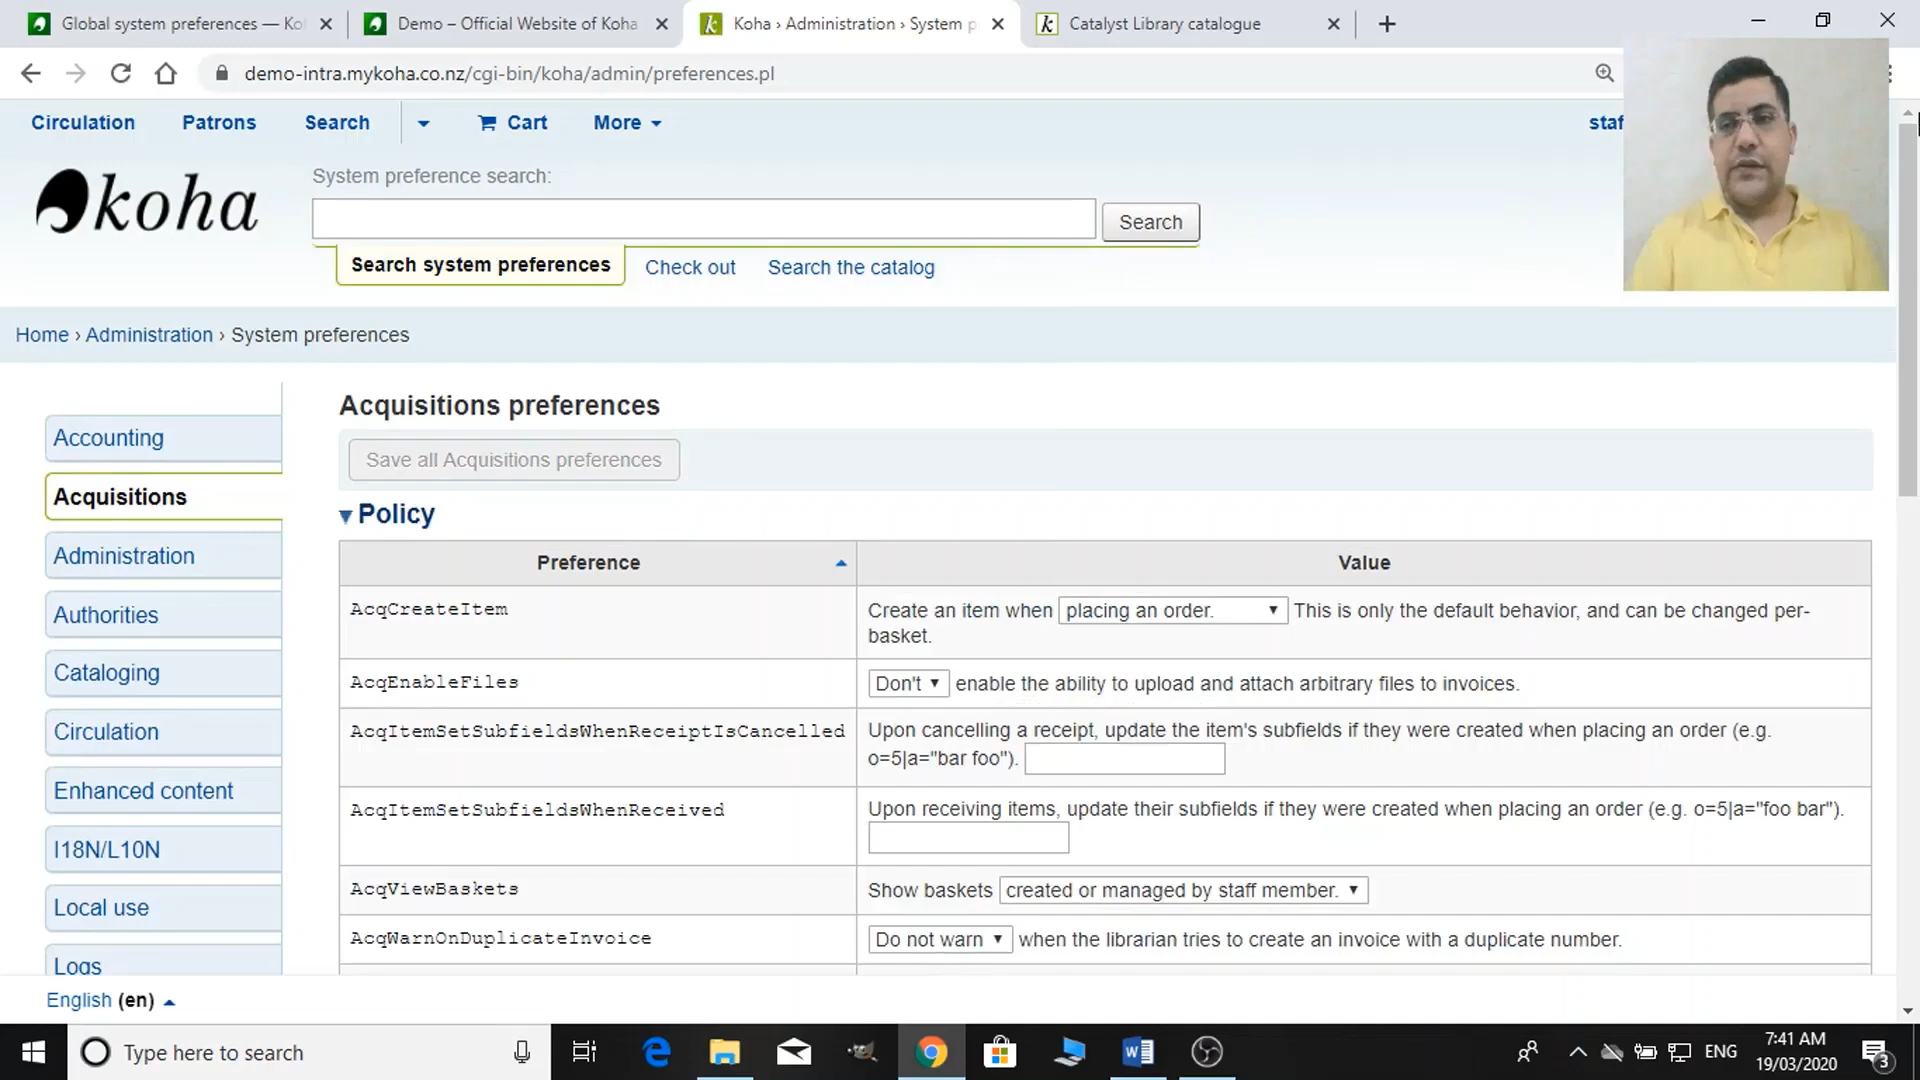 Global system preferences — Ko
Demo – Official Website of Koha
Koha › Administration › System p
Catalyst Library catalogue
demo-intra.mykoha.co.nz/cgi-bin/koha/admin/preferences.pl
Circulation
Patrons
Search
Cart
More
staf
koha
System preference search:
Search
Search system preferences
Check out
Search the catalog
Home › Administration › System preferences
Accounting
Acquisitions
Administration
Authorities
Cataloging
Circulation
Enhanced content
I18N/L10N
Local use
Logs
Acquisitions preferences
Save all Acquisitions preferences
Policy
Preference
Value
AcqCreateItem
Create an item when placing an order. This is only the default behavior, and can be changed per-
basket.
AcqEnableFiles
Don't enable the ability to upload and attach arbitrary files to invoices.
AcqItemSetSubfieldsWhenReceiptIsCancelled
Upon cancelling a receipt, update the item's subfields if they were created when placing an order (e.g.
o=5|a="bar foo").
AcqItemSetSubfieldsWhenReceived
Upon receiving items, update their subfields if they were created when placing an order (e.g. o=5|a="foo bar").
AcqViewBaskets
Show baskets created or managed by staff member.
AcqWarnOnDuplicateInvoice
Do not warn when the librarian tries to create an invoice with a duplicate number.
English (en)
Type here to search
ENG
7:41 AM
19/03/2020
3